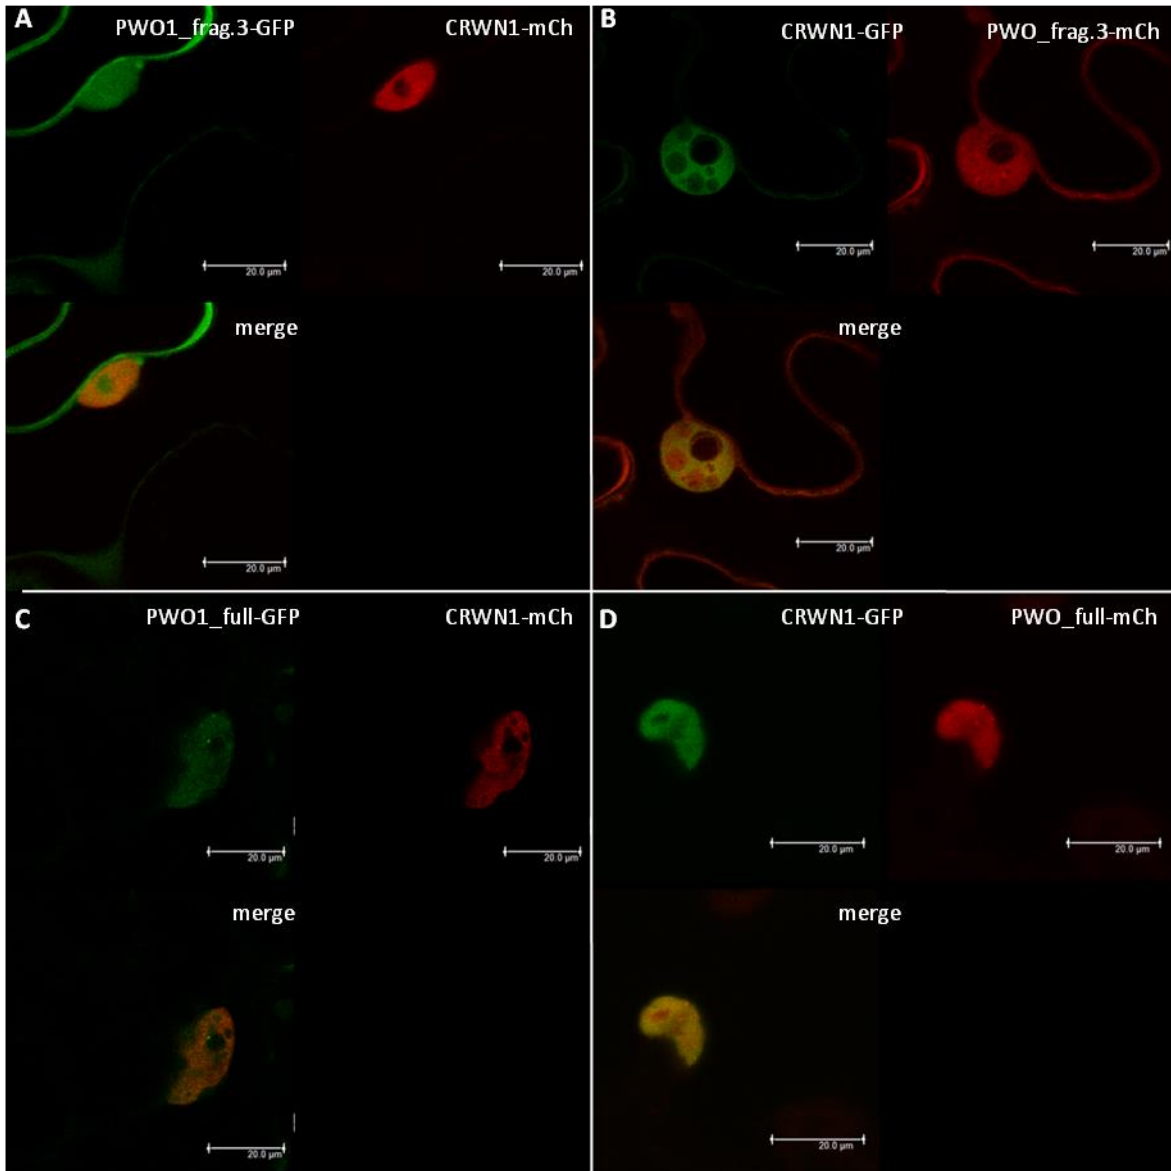 A
PWO1_frag.3-GFP
CRWN1-mCh
20.0 µm
20.0 µm
merge
20.0 µm
B
CRWN1-GFP
PWO_frag.3-mCh
20.0 µm
20.0 µm
merge
20.0 µm
C
PWO1_full-GFP
CRWN1-mCh
20.0 µm
20.0 µm
merge
20.0 µm
D
CRWN1-GFP
PWO_full-mCh
20.0 µm
20.0 µm
merge
20.0 µm